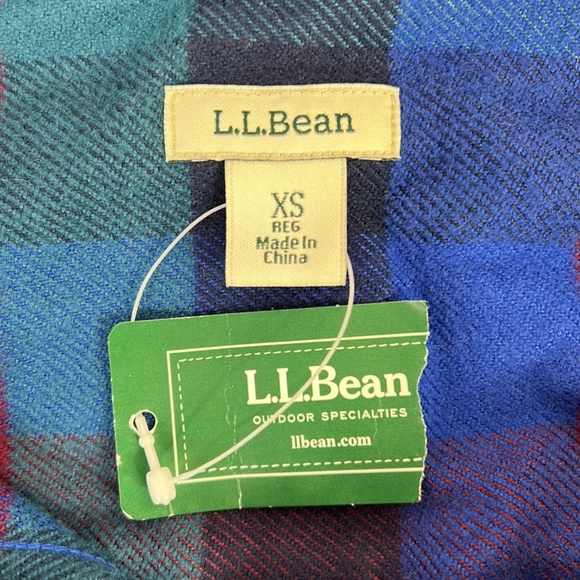 L.L.Bean
XS
REG
Made In
China
L.L.Bean
OUTDOOR SPECIALTIES
llbean.com